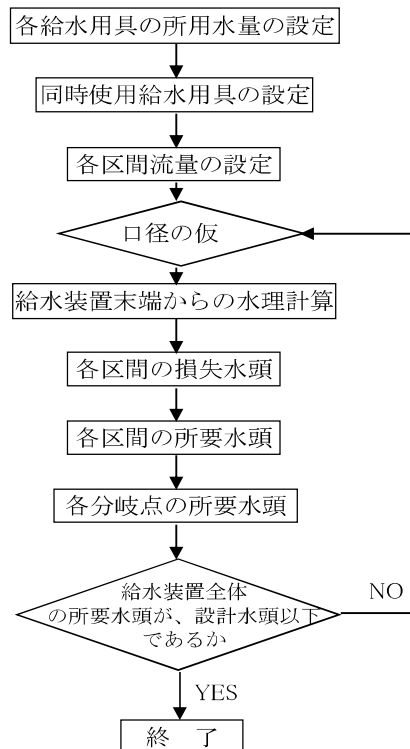 各給水用具の所用水量の設定
同時使用給水用具の設定
各区間流量の設定
口径の仮
給水装置末端からの水理計算
各区間の損失水頭
各区間の所要水頭
各分岐点の所要水頭
給水装置全体
の所要水頭が、設計水頭以下
であるか
NO
YES
終　了